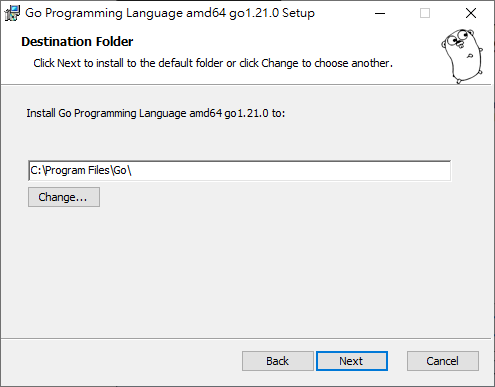 Go Programming Language amd64 go1.21.0 Setup
Destination Folder
Click Next to install to the default folder or click Change to choose another.
Install Go Programming Language amd64 go1.21.0 to:
C:\Program Files\Go\
Change...
Back Next Cancel